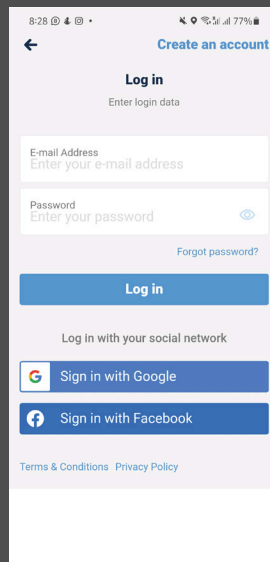 8:28
77%
Create an account
Log in
Enter login data
E-mail Address
Enter your e-mail address
Password
Enter your password
Forgot password?
Log in
Log in with your social network
G Sign in with Google
f Sign in with Facebook
Terms & Conditions Privacy Policy